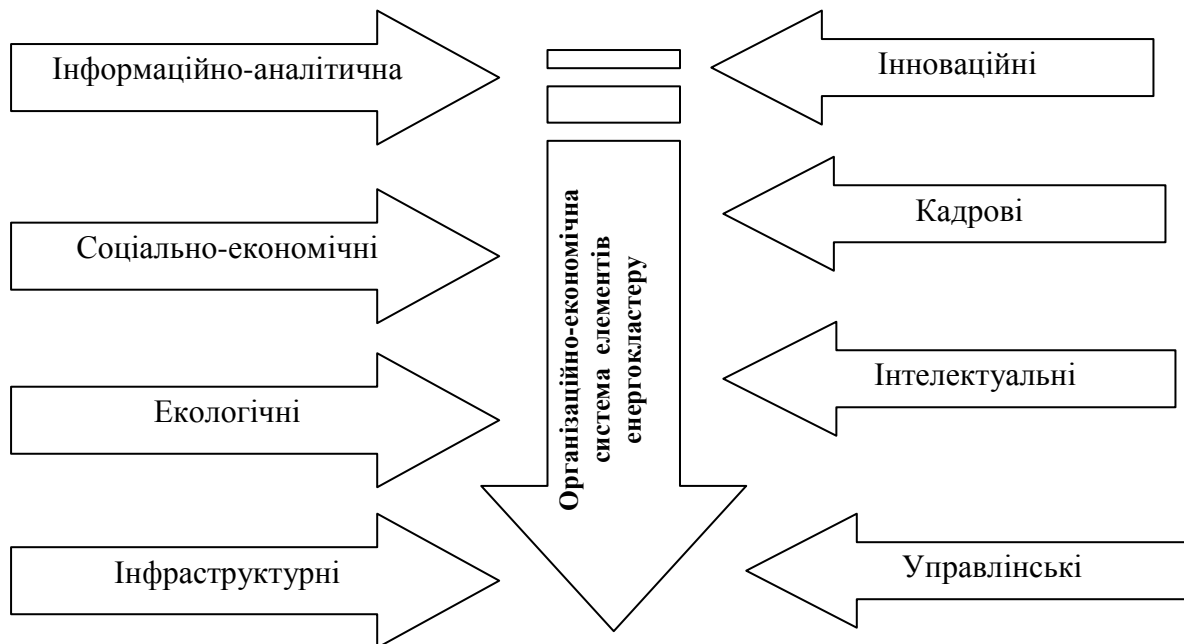 Інформаційно-аналітична
Інноваційні
Соціально-економічні
Кадрові
Екологічні
Інтелектуальні
Інфраструктурні
Управлінські
Організаційно-економічна
система елементів
енергокластеру